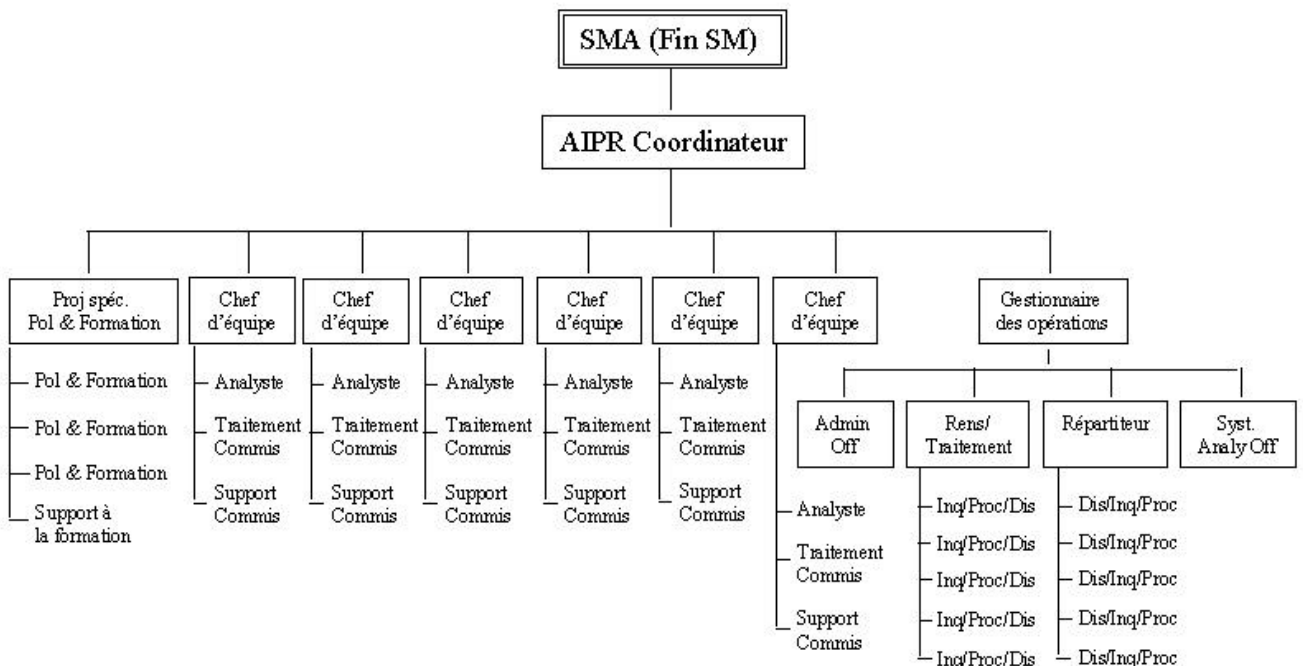 SMA (Fin SM)
AIPR Coordinateur
Proj spéc.
Pol & Formation
Pol & Formation
Pol & Formation
Pol & Formation
Support à
la formation
Chef
d'équipe
Analyste
Traitement
Commis
Support
Commis
Chef
d'équipe
Analyste
Traitement
Commis
Support
Commis
Chef
d'équipe
Analyste
Traitement
Commis
Support
Commis
Chef
d'équipe
Analyste
Traitement
Commis
Support
Commis
Chef
d'équipe
Analyste
Traitement
Commis
Support
Commis
Chef
d'équipe
Analyste
Traitement
Commis
Support
Commis
Gestionnaire
des opérations
Admin
Off
Rens/
Traitement
Inq/Proc/Dis
Inq/Proc/Dis
Inq/Proc/Dis
Inq/Proc/Dis
Inq/Proc/Dis
Répartiteur
Dis/Inq/Proc
Dis/Inq/Proc
Dis/Inq/Proc
Dis/Inq/Proc
Dis/Inq/Proc
Syst.
Analy Off